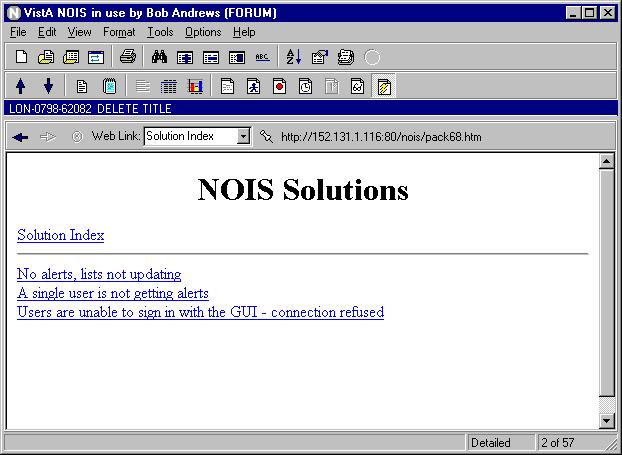 VistA NOIS in use by Bob Andrews (FORUM)
File Edit View Format Tools Options Help
ABC
A Z
LON-0798-62082 DELETE TITLE
Web Link: Solution Index http://152.131.1.116:80/nois/pack68.htm
NOIS Solutions
Solution Index
No alerts, lists not updating
A single user is not getting alerts
Users are unable to sign in with the GUI - connection refused
Detailed 2 of 57